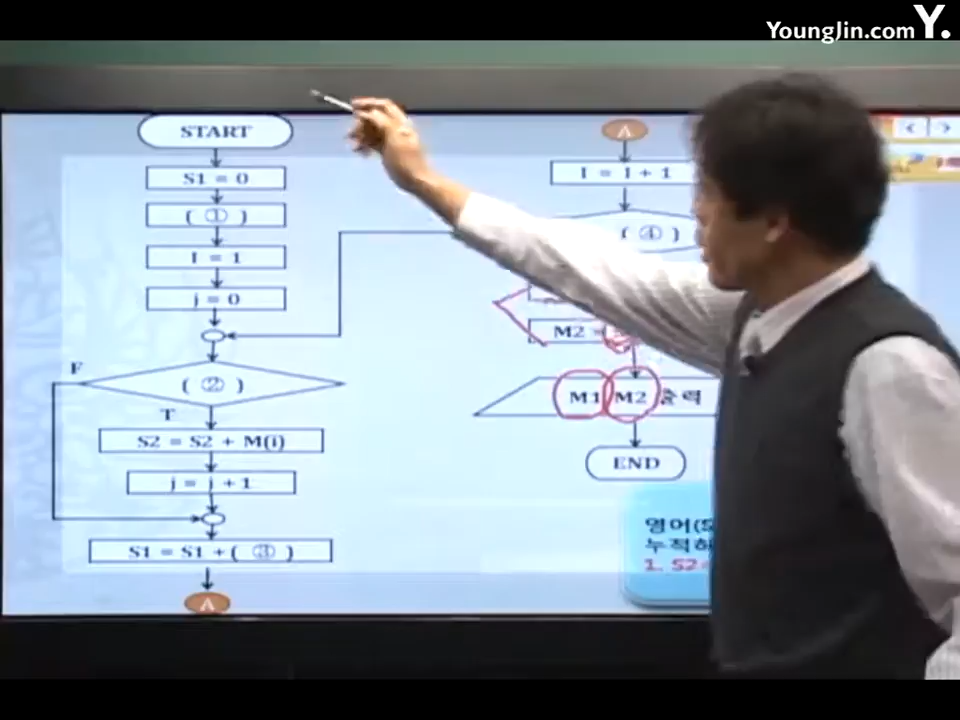 YoungJin.com Y.
START
S1 = 0
( ① )
I = 1
j = 0
F
( ② )
T
S2 = S2 + M(i)
j = j + 1
S1 = S1 + ( ③ )
A
A
I = I + 1
( ④ )
M2 =
M1 M2 출력
END
영어(S
누적하
1. S2=